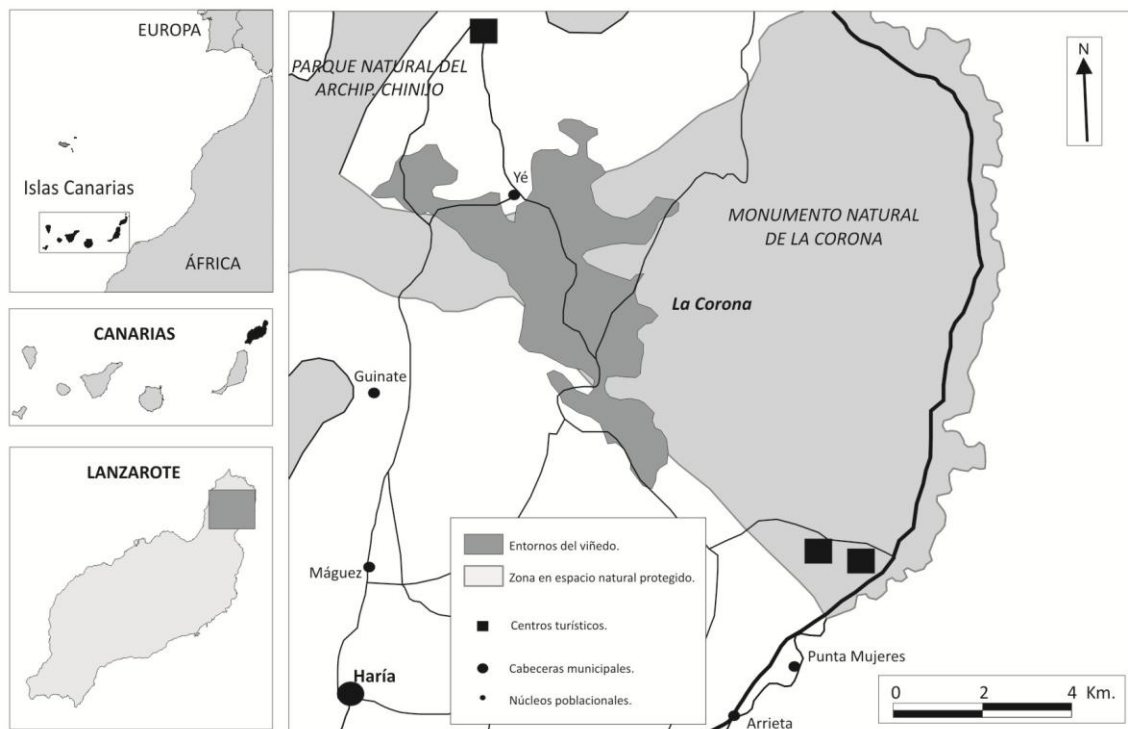 EUROPA
Islas Canarias
ÁFRICA
CANARIAS
LANZAROTE
PARQUE NATURAL DEL
ARCHIP. CHINIJO
N
Yé
MONUMENTO NATURAL
DE LA CORONA
La Corona
Guinate
Máguez
Haría
Entornos del viñedo.
Zona en espacio natural protegido.
Centros turísticos.
Cabeceras municipales.
Núcleos poblacionales.
Punta Mujeres
Arrieta
0 2 4 Km.